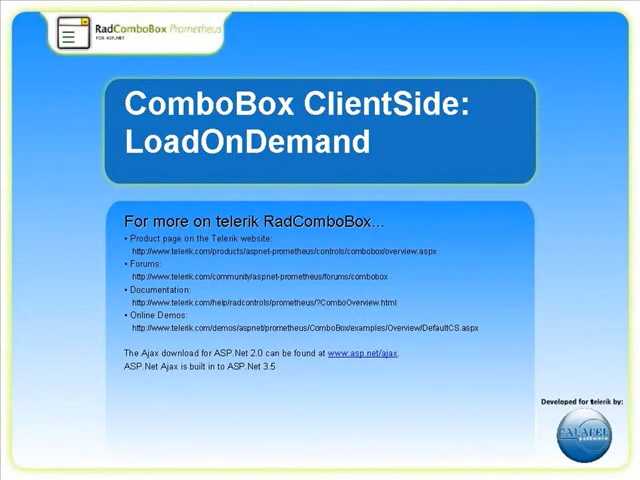 RadComboBox Prometheus
FOR ASP.NET
ComboBox ClientSide:
LoadOnDemand
For more on telerik RadComboBox...
• Product page on the Telerik website:
http://www.telerik.com/products/aspnet-prometheus/controls/combobox/overview.aspx
• Forums:
http://www.telerik.com/community/aspnet-prometheus/forums/combobox
• Documentation:
http://www.telerik.com/help/radcontrols/prometheus/?ComboOverview.html
• Online Demos:
http://www.telerik.com/demos/aspnet/prometheus/ComboBox/examples/Overview/DefaultCS.aspx
The Ajax download for ASP.Net 2.0 can be found at www.asp.net/ajax.
ASP.Net Ajax is built in to ASP.Net 3.5
Developed for telerik by:
FALAFEL
software